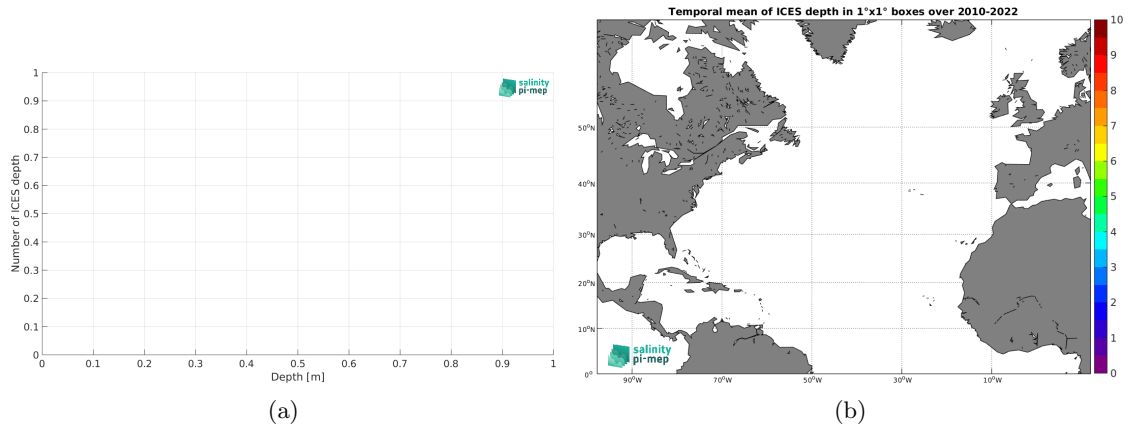 Number of ICES depth
1
0.9
0.8
0.7
0.6
0.5
0.4
0.3
0.2
0.1
0
0 0.1 0.2 0.3 0.4 0.5 0.6 0.7 0.8 0.9 1
Depth [m]
salinity
pi-mep
(a)
Temporal mean of ICES depth in 1°x1° boxes over 2010-2022
50°N
40°N
30°N
20°N
10°N
0°
90°W 70°W 50°W 30°W 10°W
salinity
pi-mep
10
9
8
7
6
5
4
3
2
1
0
(b)